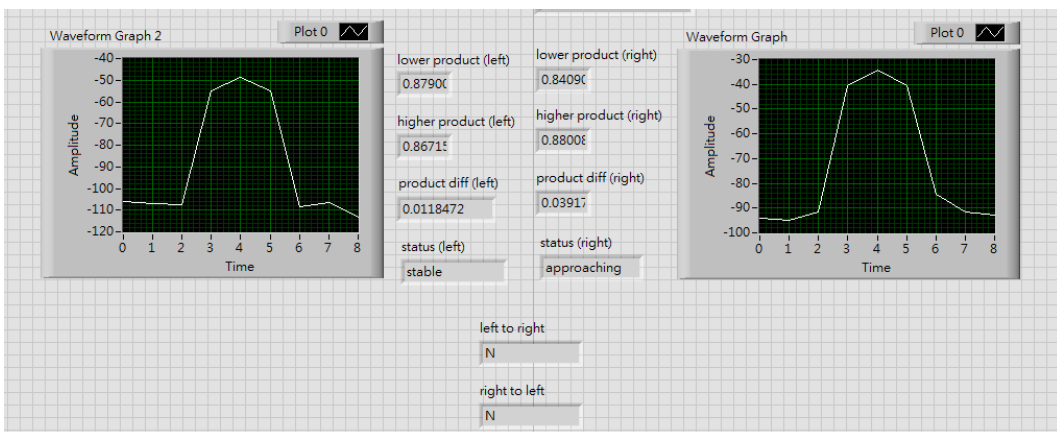 Waveform Graph 2
Plot 0
-40
-50
-60
-70
-80
-90
-100
-110
-120
Amplitude
0 1 2 3 4 5 6 7 8
Time
lower product (left)
0.87900
higher product (left)
0.86715
product diff (left)
0.0118472
status (left)
stable
lower product (right)
0.84090
higher product (right)
0.88008
product diff (right)
0.03917
status (right)
approaching
Waveform Graph
Plot 0
-30
-40
-50
-60
-70
-80
-90
-100
Amplitude
0 1 2 3 4 5 6 7 8
Time
left to right
N
right to left
N